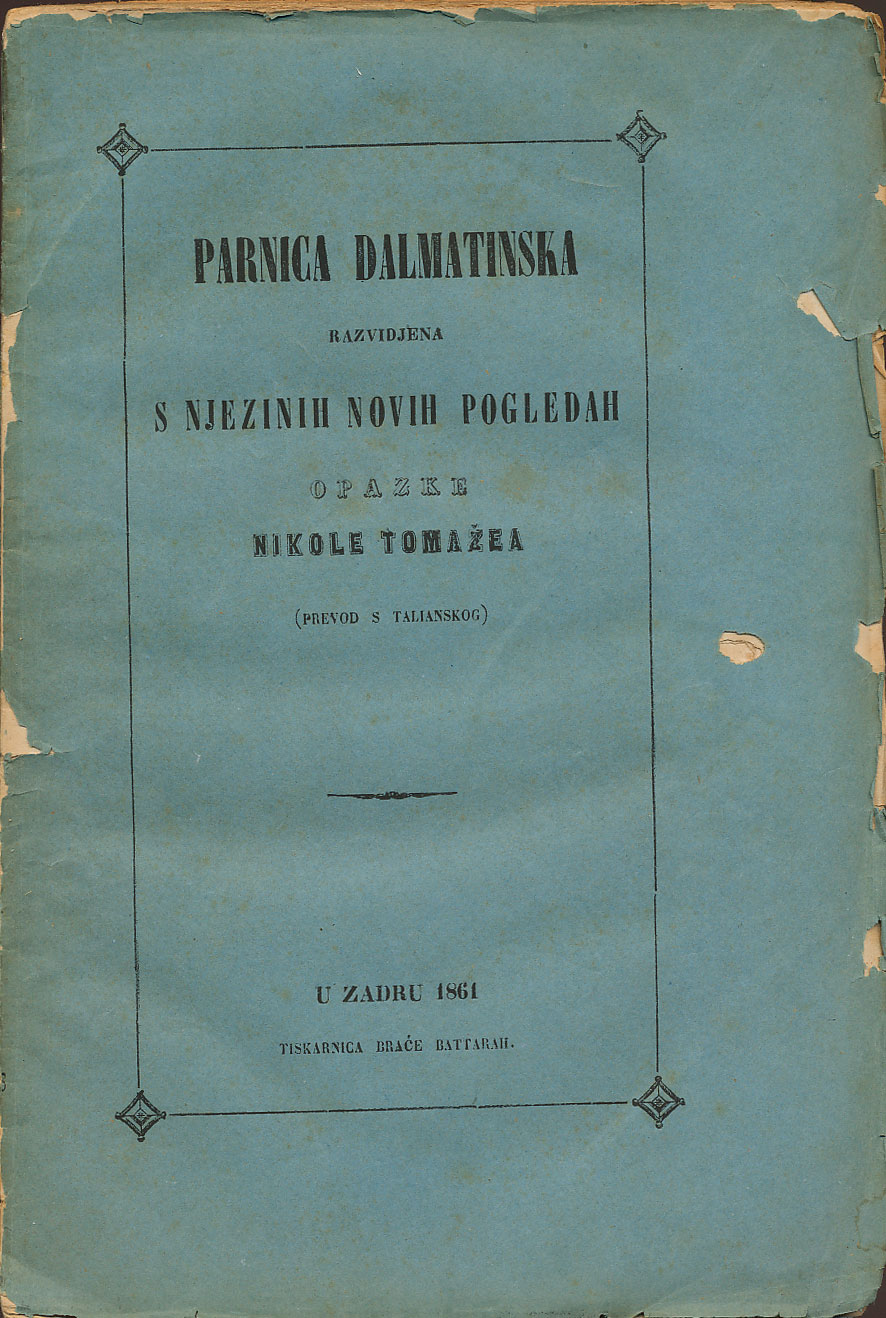 PARNICA DALMATINSKA
RAZVIDJENA
S NJEZINIH NOVIH POGLEDAH
OPAZKE
NIKOLE TOMAŽEA
(PREVOD S TALIANSKOG)
U ZADRU 1861
TISKARNICA BRAĆE BATTARAH.